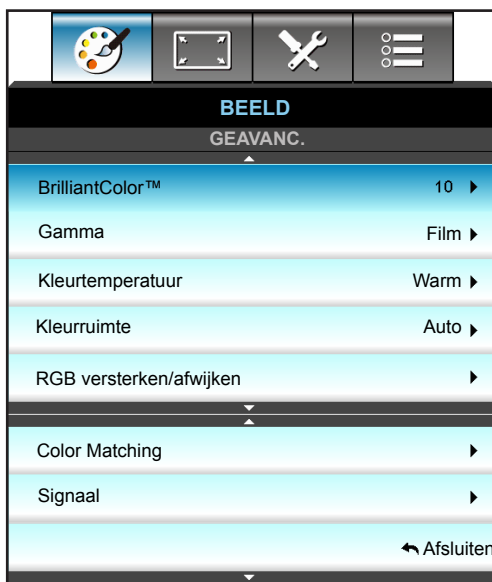 BEELD
GEAVANC.
BrilliantColor™ 10
Gamma Film
Kleurtemperatuur Warm
Kleurruimte Auto
RGB versterken/afwijken
Color Matching
Signaal
Afsluiten